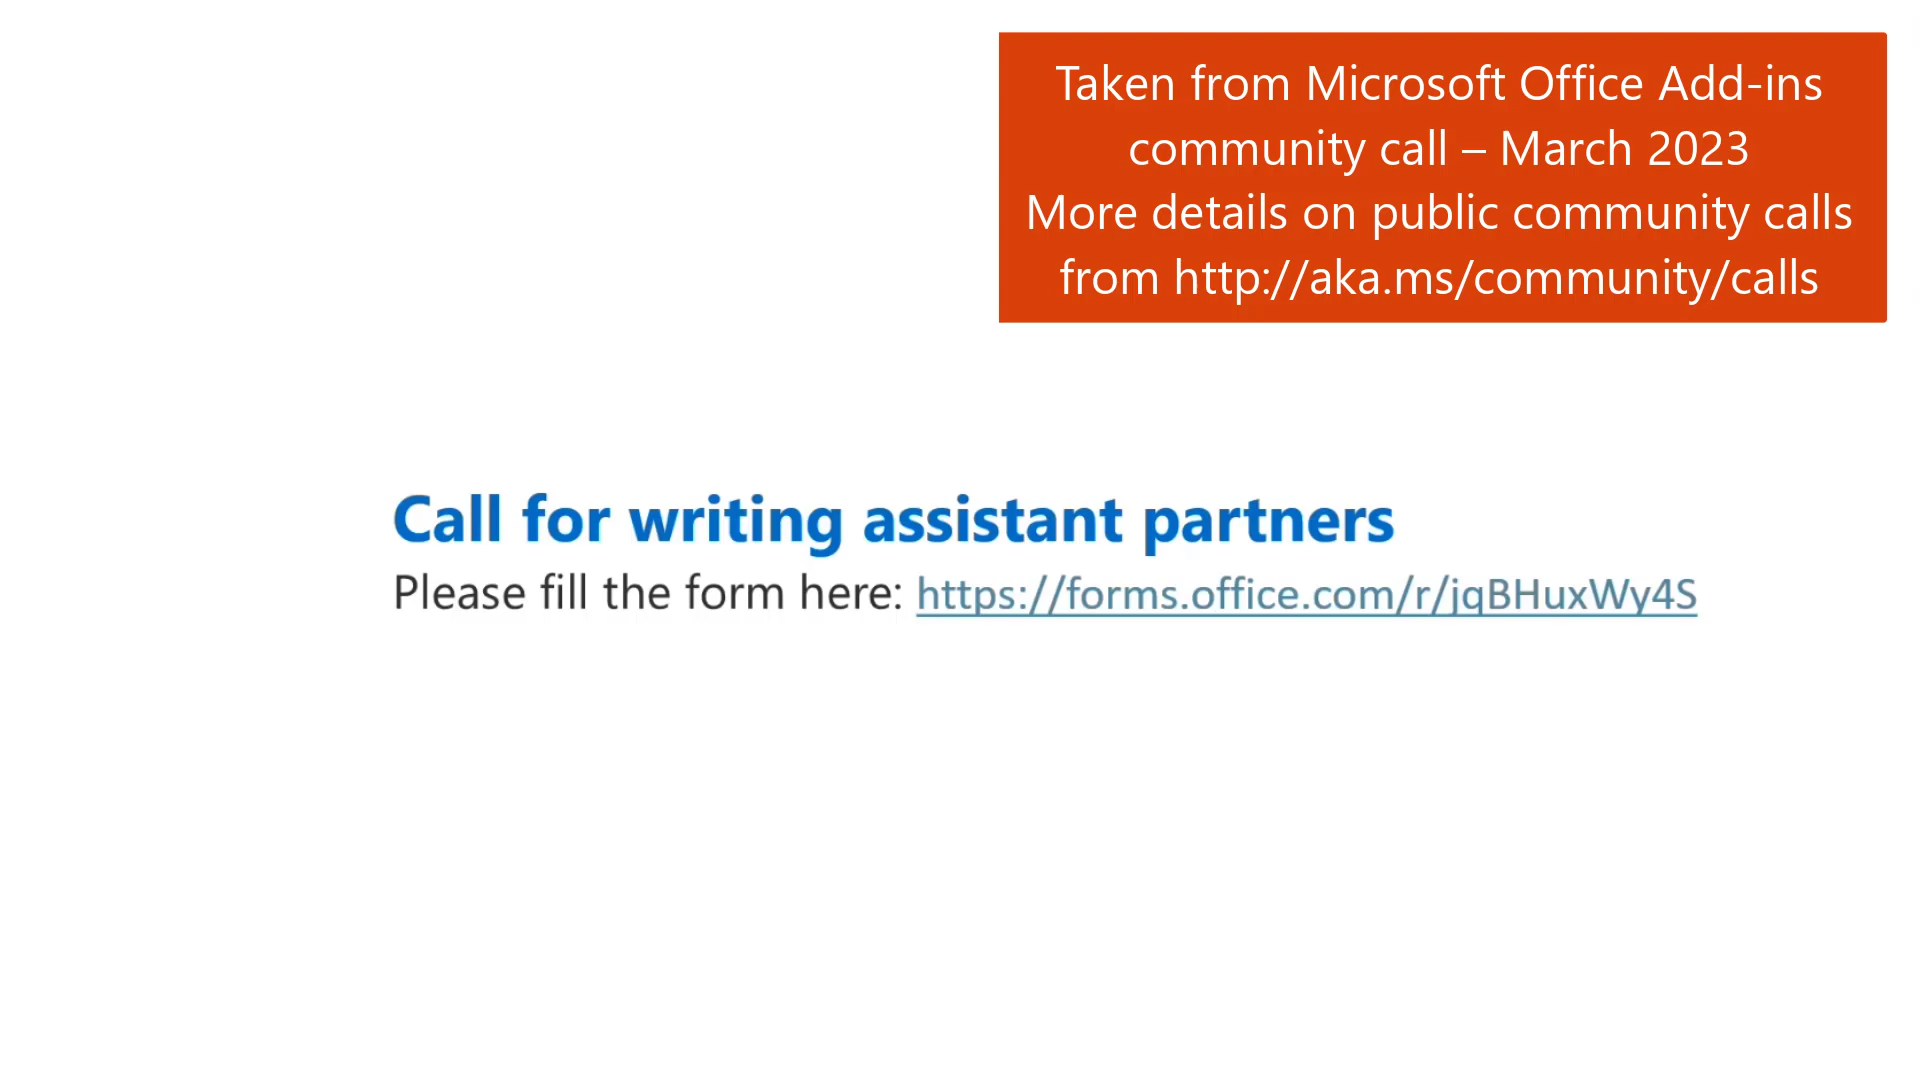 Taken from Microsoft Office Add-ins
community call – March 2023
More details on public community calls
from http://aka.ms/community/calls
Call for writing assistant partners
Please fill the form here: https://forms.office.com/r/jqBHuxWy4S